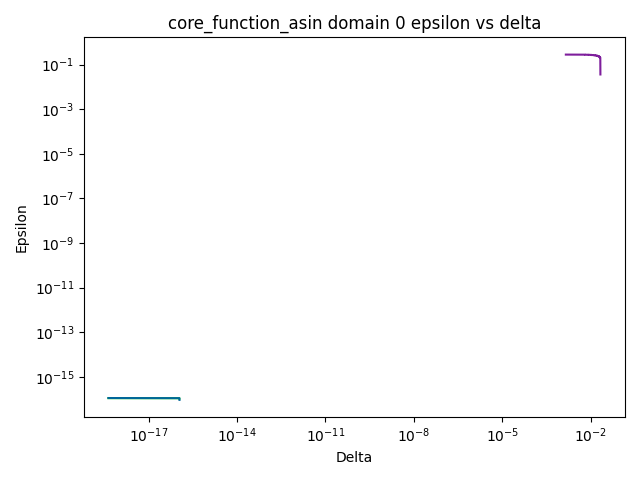 core_function_asin domain 0 epsilon vs delta
Epsilon
10⁻¹
10⁻³
10⁻⁵
10⁻⁷
10⁻⁹
10⁻¹¹
10⁻¹³
10⁻¹⁵
10⁻¹⁷ 10⁻¹⁴ 10⁻¹¹ 10⁻⁸ 10⁻⁵ 10⁻²
Delta